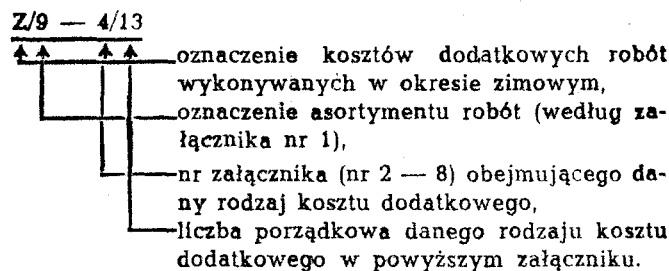 Z/9 — 4/13
oznaczenie kosztów dodatkowych robót
wykonywanych w okresie zimowym,
oznaczenie asortymentu robót (według za-
łącznika nr 1),
nr załącznika (nr 2 — 8) obejmującego da-
ny rodzaj kosztu dodatkowego,
liczba porządkowa danego rodzaju kosztu
dodatkowego w powyższym załączniku.